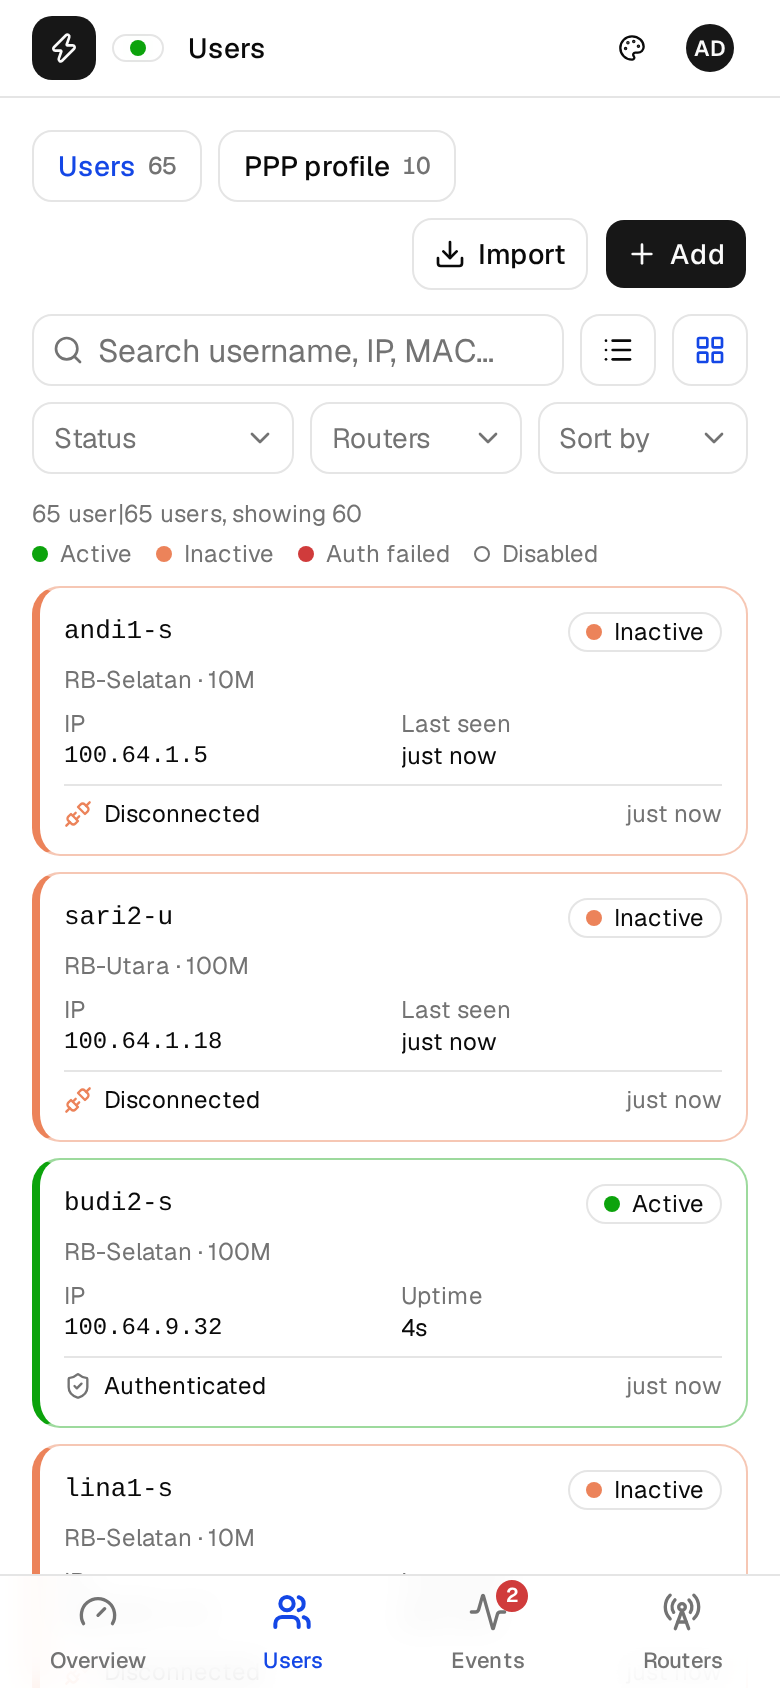 Users
AD
Users 65
PPP profile 10
Import
Add
Search username, IP, MAC...
Status
Routers
Sort by
65 user|65 users, showing 60
Active
Inactive
Auth failed
Disabled
andi1-s
Inactive
RB-Selatan · 10M
IP
Last seen
100.64.1.5
just now
Disconnected
just now
sari2-u
Inactive
RB-Utara · 100M
IP
Last seen
100.64.1.18
just now
Disconnected
just now
budi2-s
Active
RB-Selatan · 100M
IP
Uptime
100.64.9.32
4s
Authenticated
just now
lina1-s
Inactive
RB-Selatan · 10M
2
Overview
Users
Events
Routers